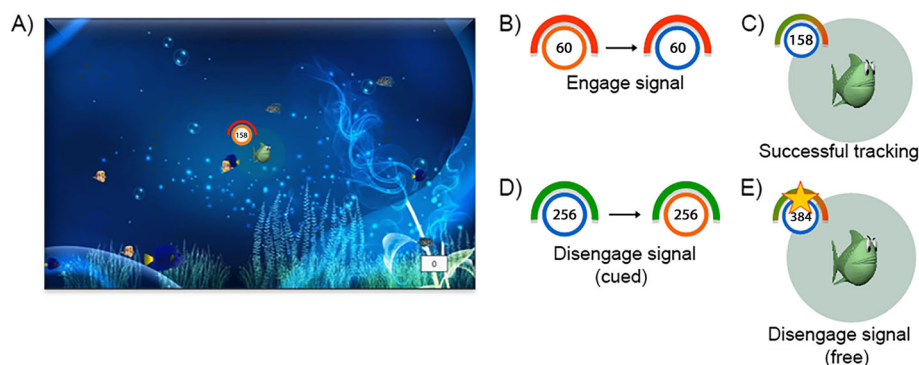 A)
158
0
B)
60
60
Engage signal
C)
158
Successful tracking
D)
256
256
Disengage signal
(cued)
E)
384
Disengage signal
(free)